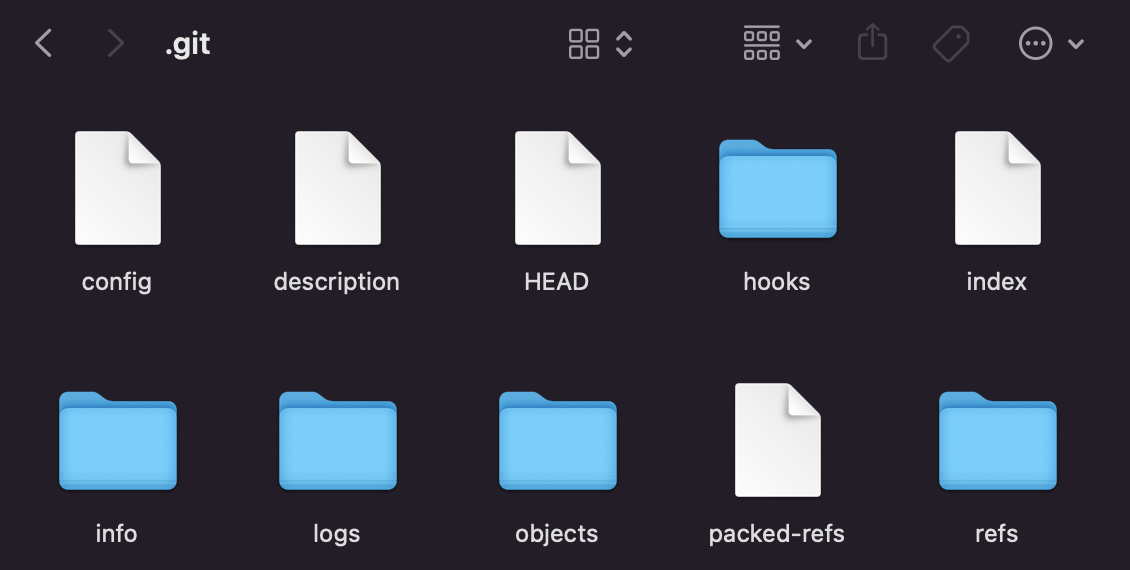 .git
config description HEAD hooks index
info logs objects packed-refs refs